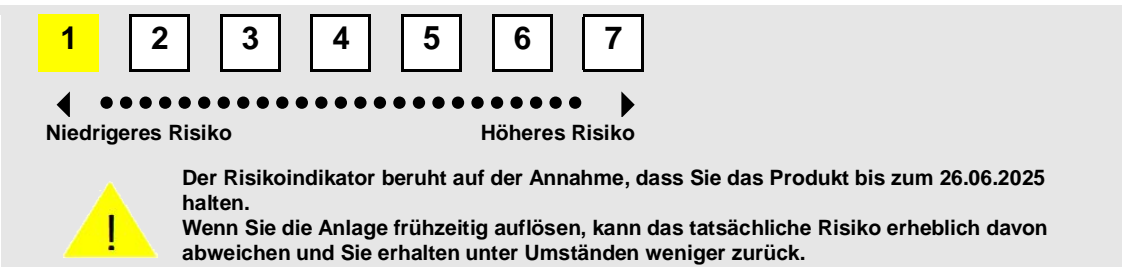 1 2 3 4 5 6 7
Niedrigeres Risiko Höheres Risiko
Der Risikoindikator beruht auf der Annahme, dass Sie das Produkt bis zum 26.06.2025
halten.
Wenn Sie die Anlage frühzeitig auflösen, kann das tatsächliche Risiko erheblich davon
abweichen und Sie erhalten unter Umständen weniger zurück.
!